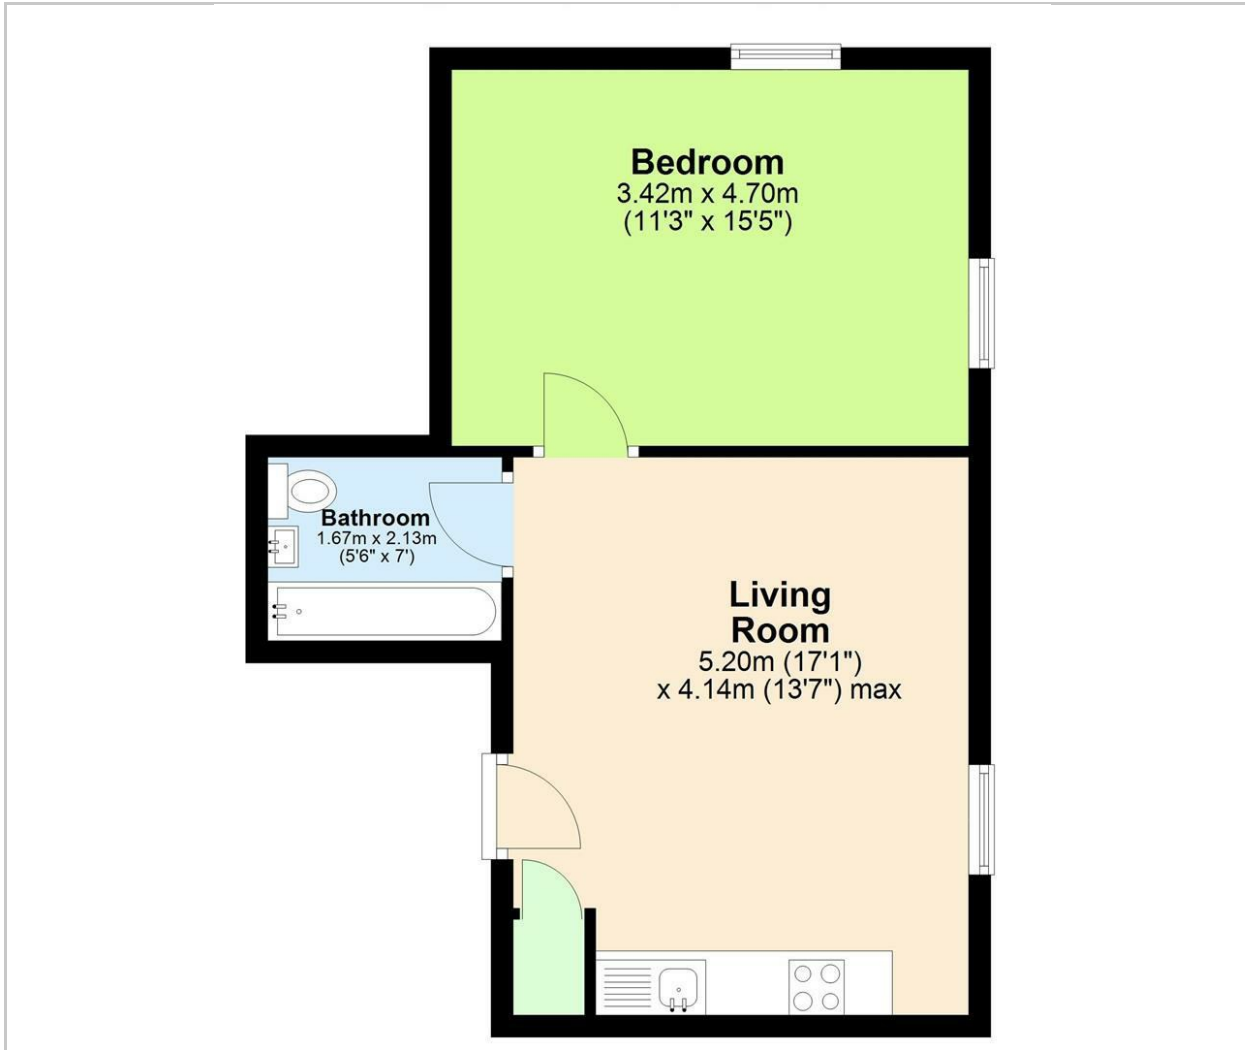 Bedroom
3.42m x 4.70m
(11'3" x 15'5")
Bathroom
1.67m x 2.13m
(5'6" x 7')
Living
Room
5.20m (17'1")
x 4.14m (13'7") max